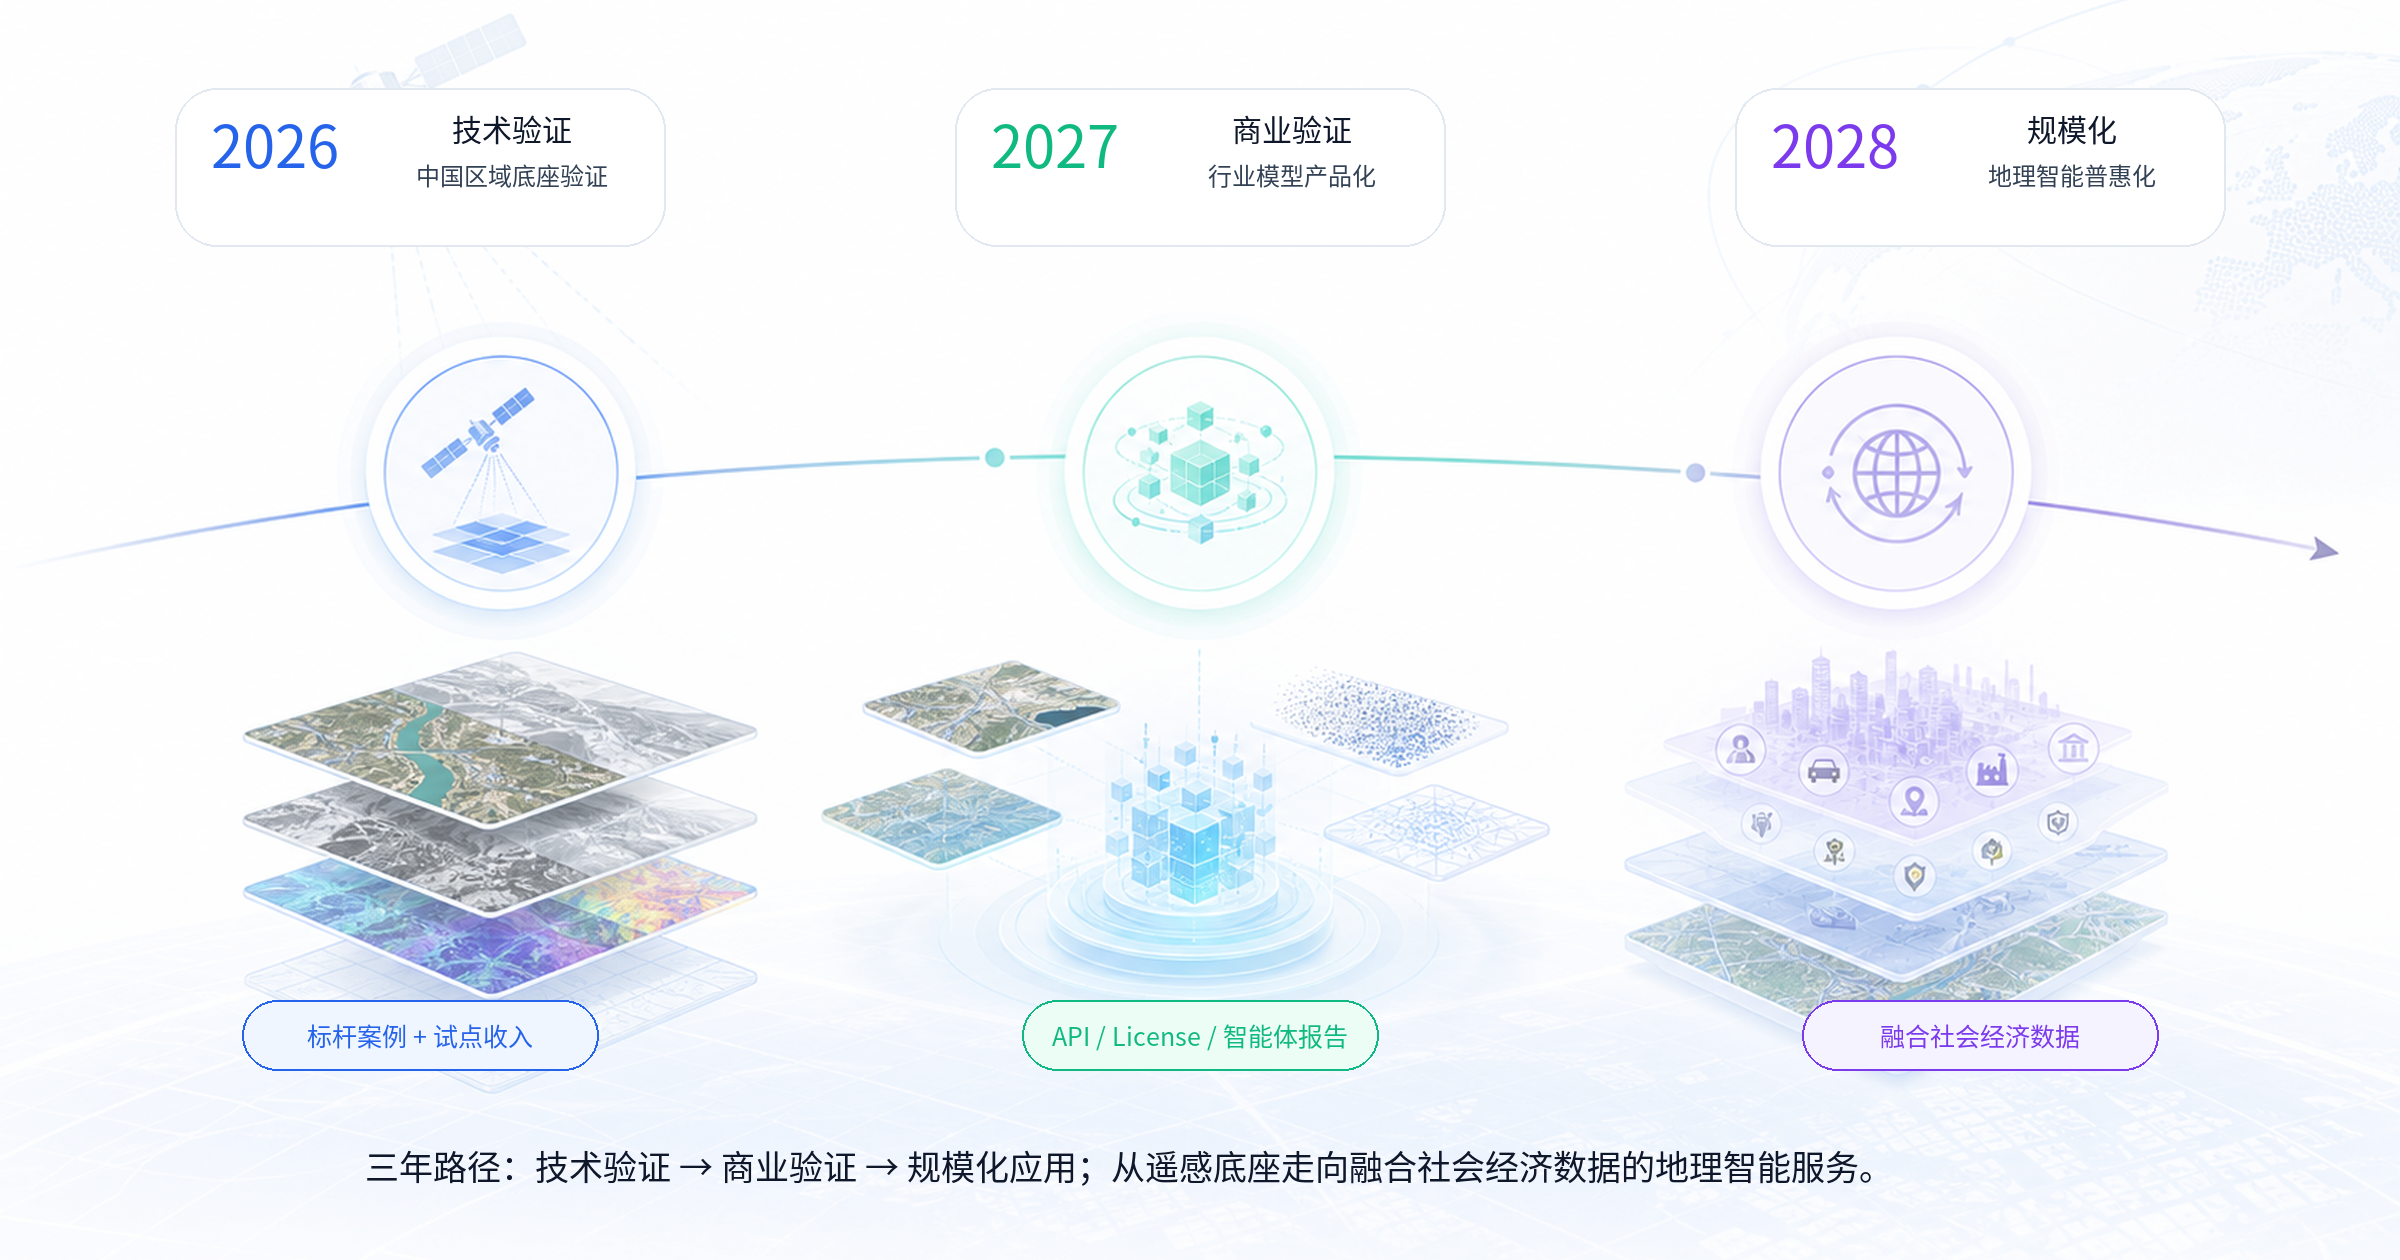 2026
技术验证
中国区域底座验证
2027
商业验证
行业模型产品化
2028
规模化
地理智能普惠化
标杆案例 + 试点收入
API / License / 智能体报告
融合社会经济数据
三年路径：技术验证 → 商业验证 → 规模化应用；从遥感底座走向融合社会经济数据的地理智能服务。